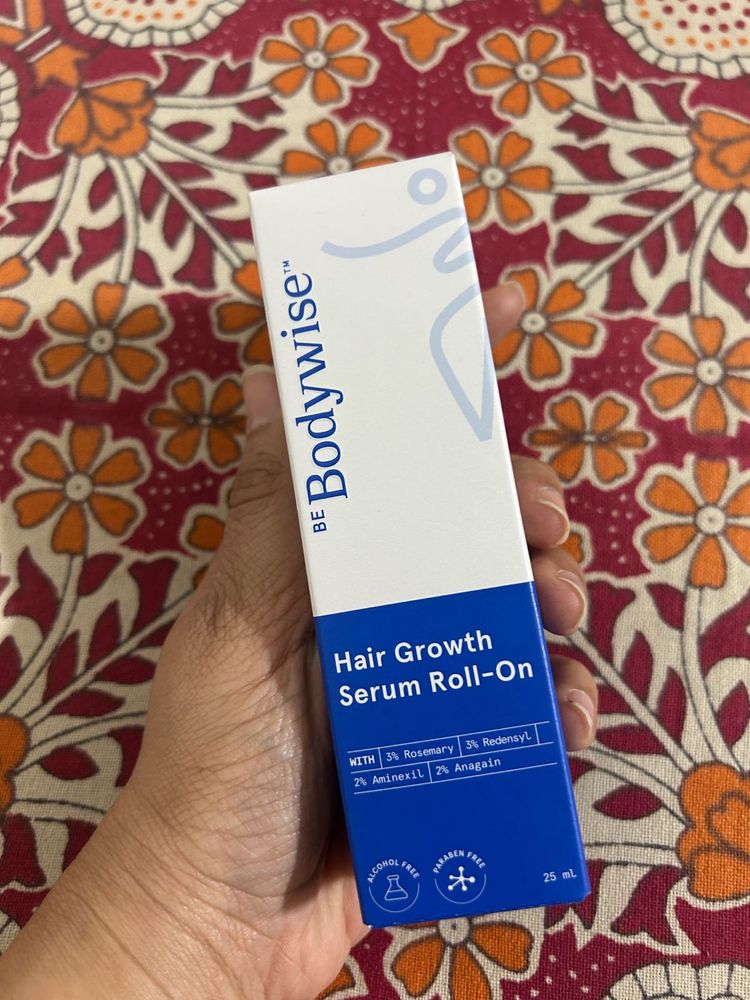 BE Bodywise™
Hair Growth
Serum Roll-On
WITH 3% Rosemary 3% Redensyl
2% Aminexil 2% Anagain
ALCOHOL FREE
PARABEN FREE
25 ml